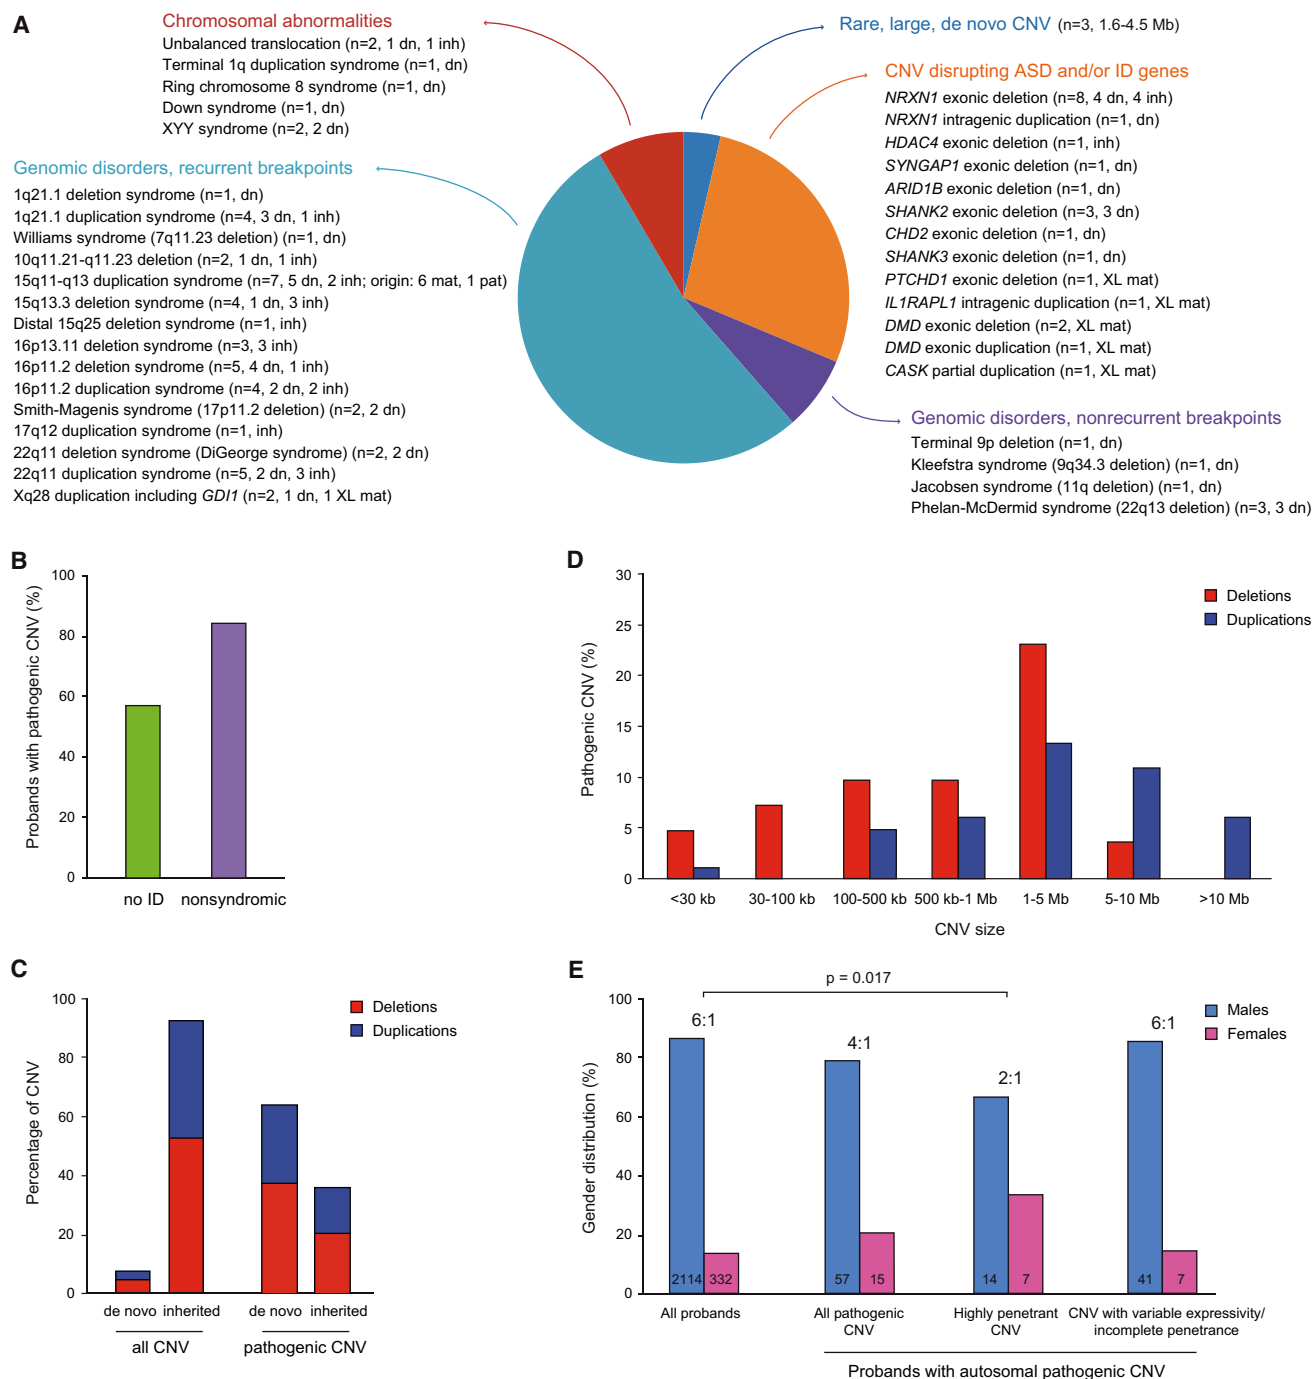 A
Chromosomal abnormalities
Unbalanced translocation (n=2, 1 dn, 1 inh)
Terminal 1q duplication syndrome (n=1, dn)
Ring chromosome 8 syndrome (n=1, dn)
Down syndrome (n=1, dn)
XYY syndrome (n=2, 2 dn)
Genomic disorders, recurrent breakpoints
1q21.1 deletion syndrome (n=1, dn)
1q21.1 duplication syndrome (n=4, 3 dn, 1 inh)
Williams syndrome (7q11.23 deletion) (n=1, dn)
10q11.21-q11.23 deletion (n=2, 1 dn, 1 inh)
15q11-q13 duplication syndrome (n=7, 5 dn, 2 inh; origin: 6 mat, 1 pat)
15q13.3 deletion syndrome (n=4, 1 dn, 3 inh)
Distal 15q25 deletion syndrome (n=1, inh)
16p13.11 deletion syndrome (n=3, 3 inh)
16p11.2 deletion syndrome (n=5, 4 dn, 1 inh)
16p11.2 duplication syndrome (n=4, 2 dn, 2 inh)
Smith-Magenis syndrome (17p11.2 deletion) (n=2, 2 dn)
17q12 duplication syndrome (n=1, inh)
22q11 deletion syndrome (DiGeorge syndrome) (n=2, 2 dn)
22q11 duplication syndrome (n=5, 2 dn, 3 inh)
Xq28 duplication including GDI1 (n=2, 1 dn, 1 XL mat)
Rare, large, de novo CNV (n=3, 1.6-4.5 Mb)
CNV disrupting ASD and/or ID genes
NRXN1 exonic deletion (n=8, 4 dn, 4 inh)
NRXN1 intragenic duplication (n=1, dn)
HDAC4 exonic deletion (n=1, inh)
SYNGAP1 exonic deletion (n=1, dn)
ARID1B exonic deletion (n=1, dn)
SHANK2 exonic deletion (n=3, 3 dn)
CHD2 exonic deletion (n=1, dn)
SHANK3 exonic deletion (n=1, dn)
PTCHD1 exonic deletion (n=1, XL mat)
IL1RAPL1 intragenic duplication (n=1, XL mat)
DMD exonic deletion (n=2, XL mat)
DMD exonic duplication (n=1, XL mat)
CASK partial duplication (n=1, XL mat)
Genomic disorders, nonrecurrent breakpoints
Terminal 9p deletion (n=1, dn)
Kleefstra syndrome (9q34.3 deletion) (n=1, dn)
Jacobsen syndrome (11q deletion) (n=1, dn)
Phelan-McDermid syndrome (22q13 deletion) (n=3, 3 dn)
B
Probands with pathogenic CNV (%)
100
80
60
40
20
0
no ID nonsyndromic
D
Pathogenic CNV (%)
30
25
20
15
10
5
0
Deletions
Duplications
<30 kb 30-100 kb 100-500 kb 500 kb-1 Mb 1-5 Mb 5-10 Mb >10 Mb
CNV size
C
Percentage of CNV
100
80
60
40
20
0
Deletions
Duplications
de novo inherited de novo inherited
all CNV pathogenic CNV
E
Gender distribution (%)
100
80
60
40
20
0
p = 0.017
6:1
4:1
2:1
6:1
Males
Females
2114 332 57 15 14 7 41 7
All probands All pathogenic Highly penetrant CNV with variable expressivity/
CNV CNV incomplete penetrance
Probands with autosomal pathogenic CNV